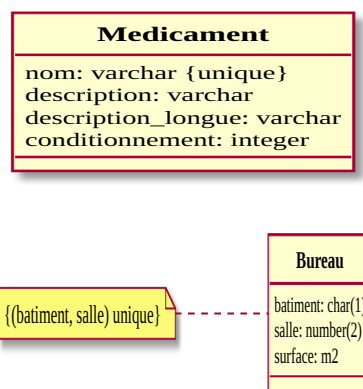 Medicament
nom: varchar {unique}
description: varchar
description_longue: varchar
conditionnement: integer
Bureau
{(batiment, salle) unique}
batiment: char(1)
salle: number(2)
surface: m2